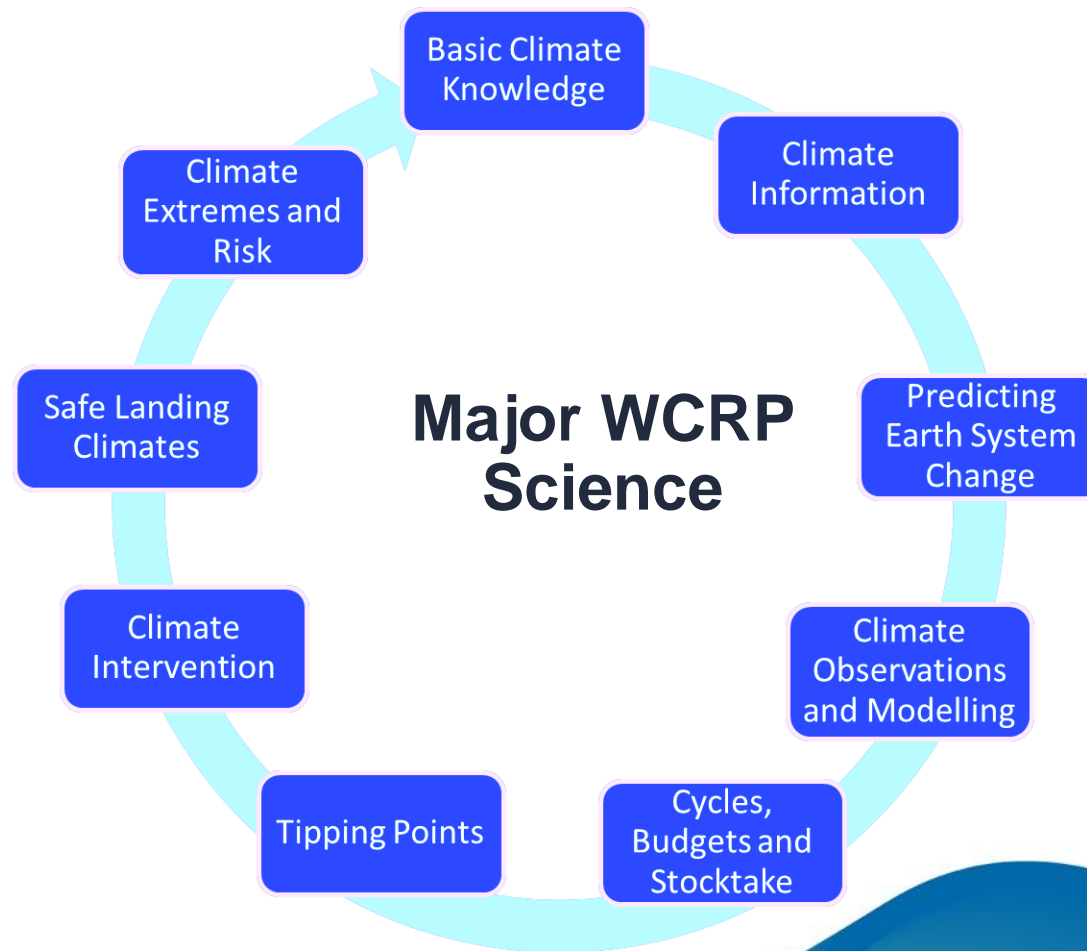 Basic Climate
Knowledge
Climate
Information
Predicting
Earth System
Change
Climate
Observations
and Modelling
Cycles,
Budgets and
Stocktake
Tipping Points
Climate
Intervention
Safe Landing
Climates
Climate
Extremes and
Risk
Major WCRP
Science